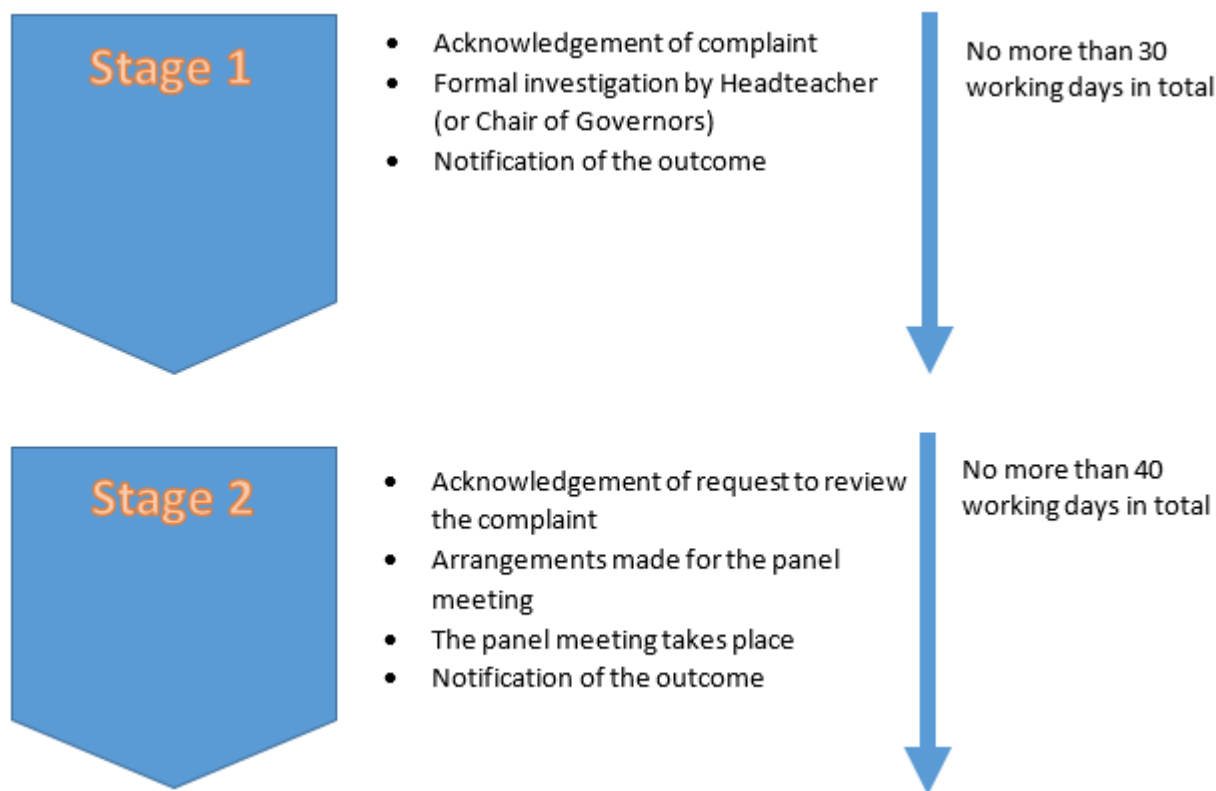 Stage 1
• Acknowledgement of complaint
• Formal investigation by Headteacher
(or Chair of Governors)
• Notification of the outcome
No more than 30
working days in total
Stage 2
• Acknowledgement of request to review
the complaint
• Arrangements made for the panel
meeting
• The panel meeting takes place
• Notification of the outcome
No more than 40
working days in total